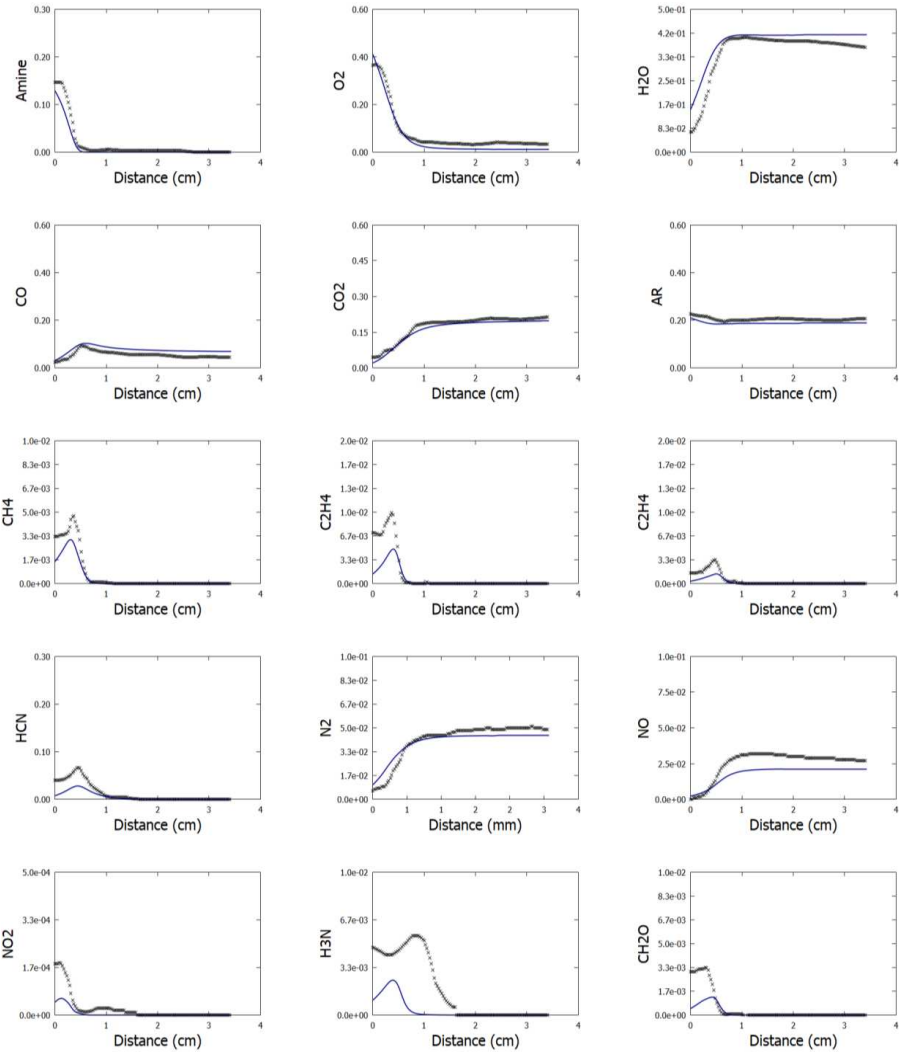 Amine
0.30
0.20
0.10
0.00
0 1 2 3 4
Distance (cm)
O2
0.60
0.40
0.20
0.00
0 1 2 3 4
Distance (cm)
H2O
5.0e-01
4.2e-01
3.3e-01
2.5e-01
1.7e-01
8.3e-02
0.0e+00
0 1 2 3 4
Distance (cm)
CO
0.60
0.40
0.20
0.00
0 1 2 3 4
Distance (cm)
CO2
0.60
0.45
0.30
0.15
0.00
0 1 2 3 4
Distance (cm)
AR
0.60
0.40
0.20
0.00
0 1 2 3 4
Distance (cm)
CH4
1.0e-02
8.3e-03
6.7e-03
5.0e-03
3.3e-03
1.7e-03
0.0e+00
0 1 2 3 4
Distance (cm)
C2H4
2.0e-02
1.7e-02
1.3e-02
1.0e-02
6.7e-03
3.3e-03
0.0e+00
0 1 2 3 4
Distance (cm)
C2H4
2.0e-02
1.7e-02
1.3e-02
1.0e-02
6.7e-03
3.3e-03
0.0e+00
0 1 2 3 4
Distance (cm)
HCN
0.30
0.20
0.10
0.00
0 1 2 3 4
Distance (cm)
N2
1.0e-01
8.3e-02
6.7e-02
5.0e-02
3.3e-02
1.7e-02
0.0e+00
0 1 1 2 2 3
Distance (mm)
NO
1.0e-01
7.5e-02
5.0e-02
2.5e-02
0.0e+00
0 1 2 3 4
Distance (cm)
NO2
5.0e-04
3.3e-04
1.7e-04
0.0e+00
0 1 2 3 4
Distance (cm)
H3N
1.0e-02
6.7e-03
3.3e-03
0.0e+00
0 1 2 3 4
Distance (cm)
CH2O
1.0e-02
8.3e-03
6.7e-03
5.0e-03
3.3e-03
1.7e-03
0.0e+00
0 1 2 3 4
Distance (cm)